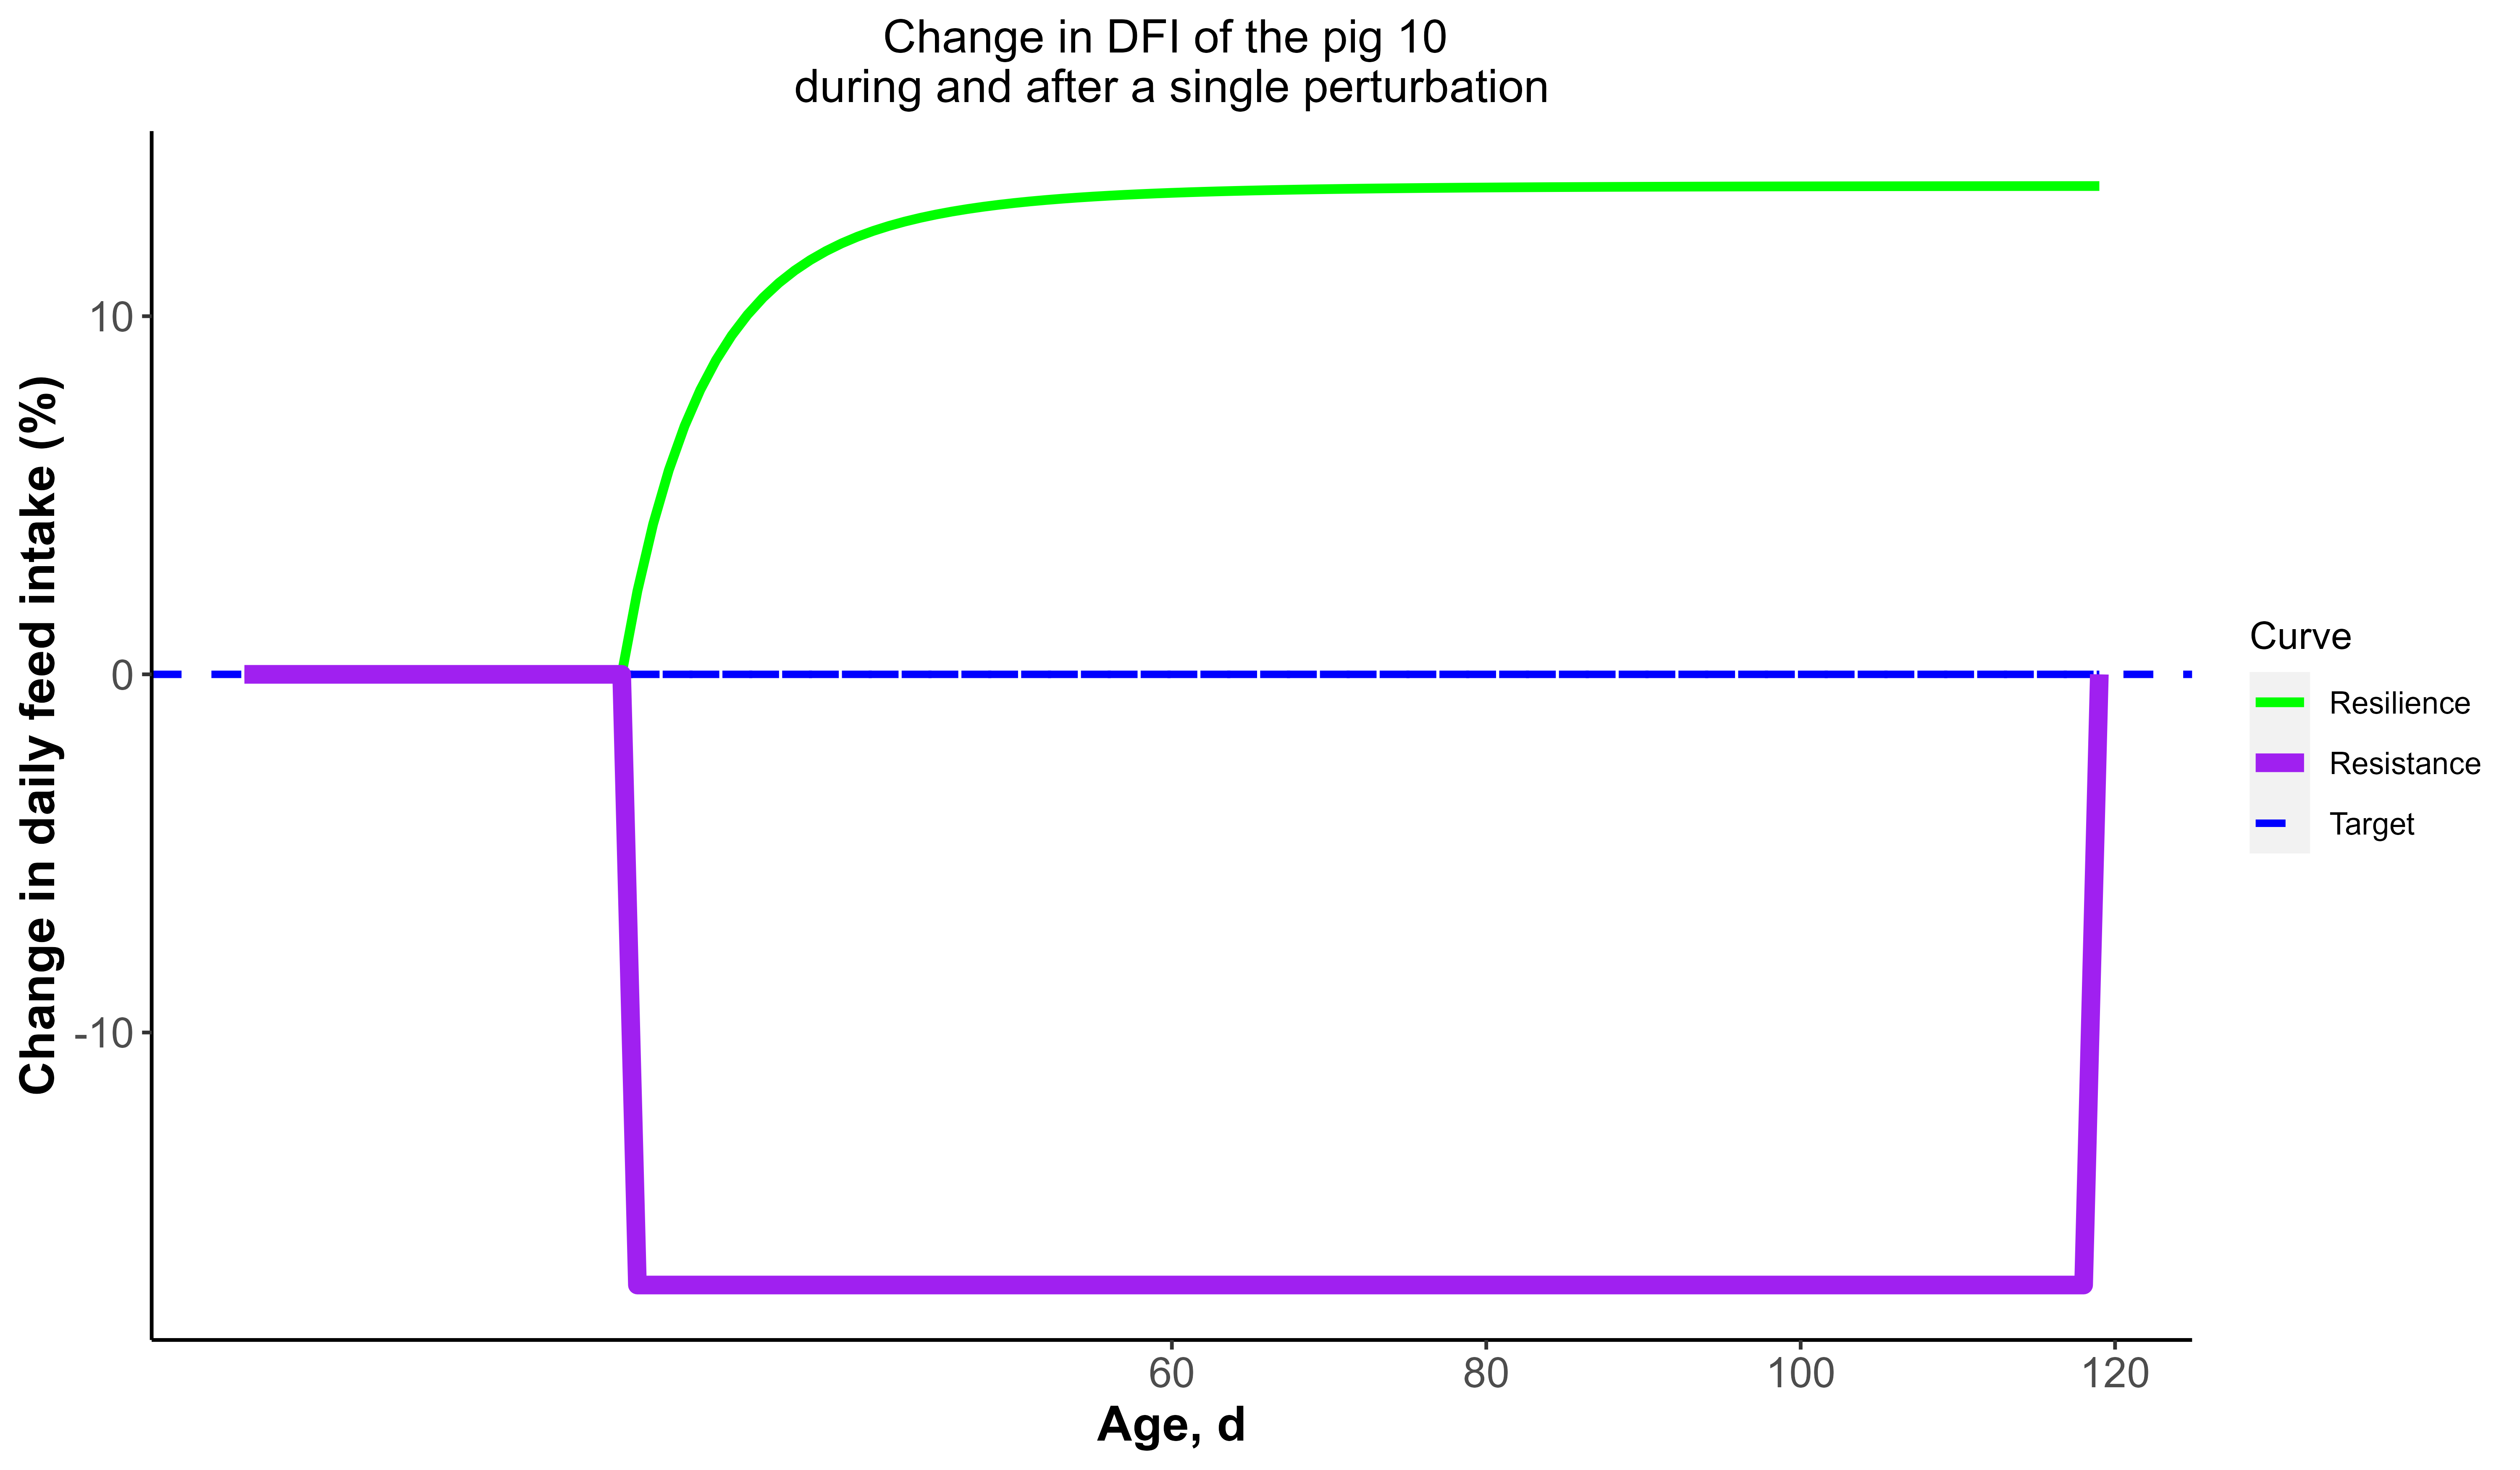 Change in DFI of the pig 10
during and after a single perturbation
Change in daily feed intake (%)
10
0
-10
60
80
100
120
Age, d
Curve
Resilience
Resistance
Target